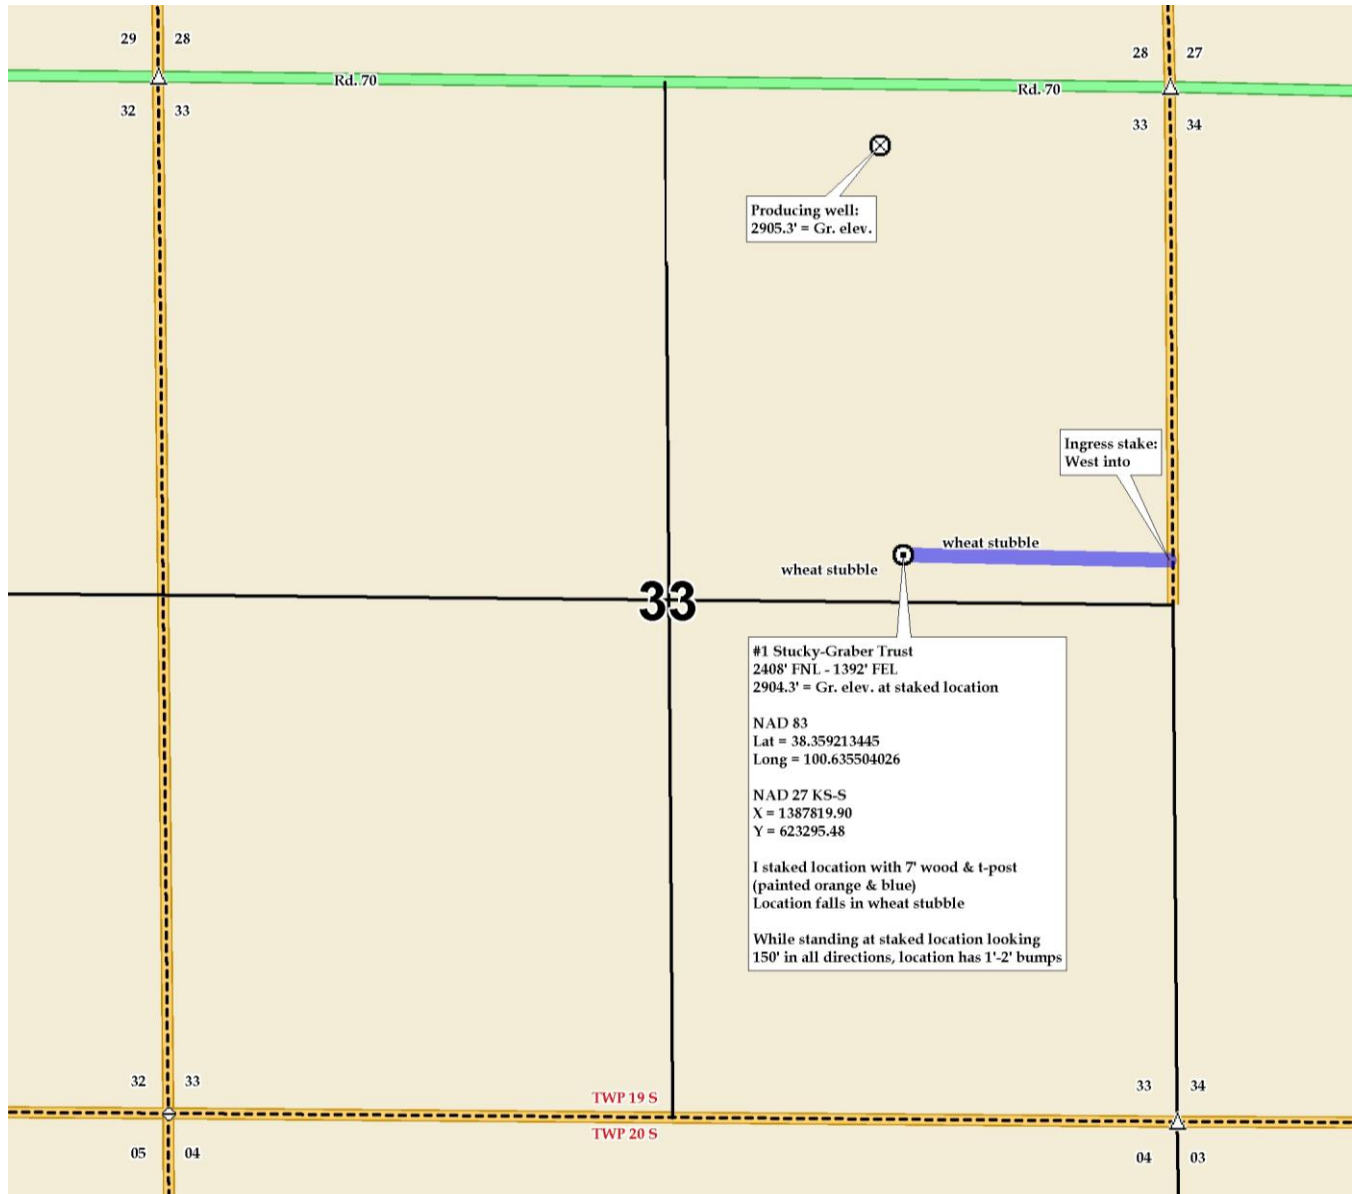 29 28
28 27
Rd. 70
Rd. 70
32 33
33 34
Producing well:
2905.3' = Gr. elev.
Ingress stake:
West into
wheat stubble
wheat stubble
33
#1 Stucky-Graber Trust
2408' FNL - 1392' FEL
2904.3' = Gr. elev. at staked location
NAD 83
Lat = 38.359213445
Long = 100.635504026
NAD 27 KS-S
X = 1387819.90
Y = 623295.48
I staked location with 7' wood & t-post
(painted orange & blue)
Location falls in wheat stubble
While standing at staked location looking
150' in all directions, location has 1'-2' bumps
32 33
33 34
TWP 19 S
TWP 20 S
05 04
04 03